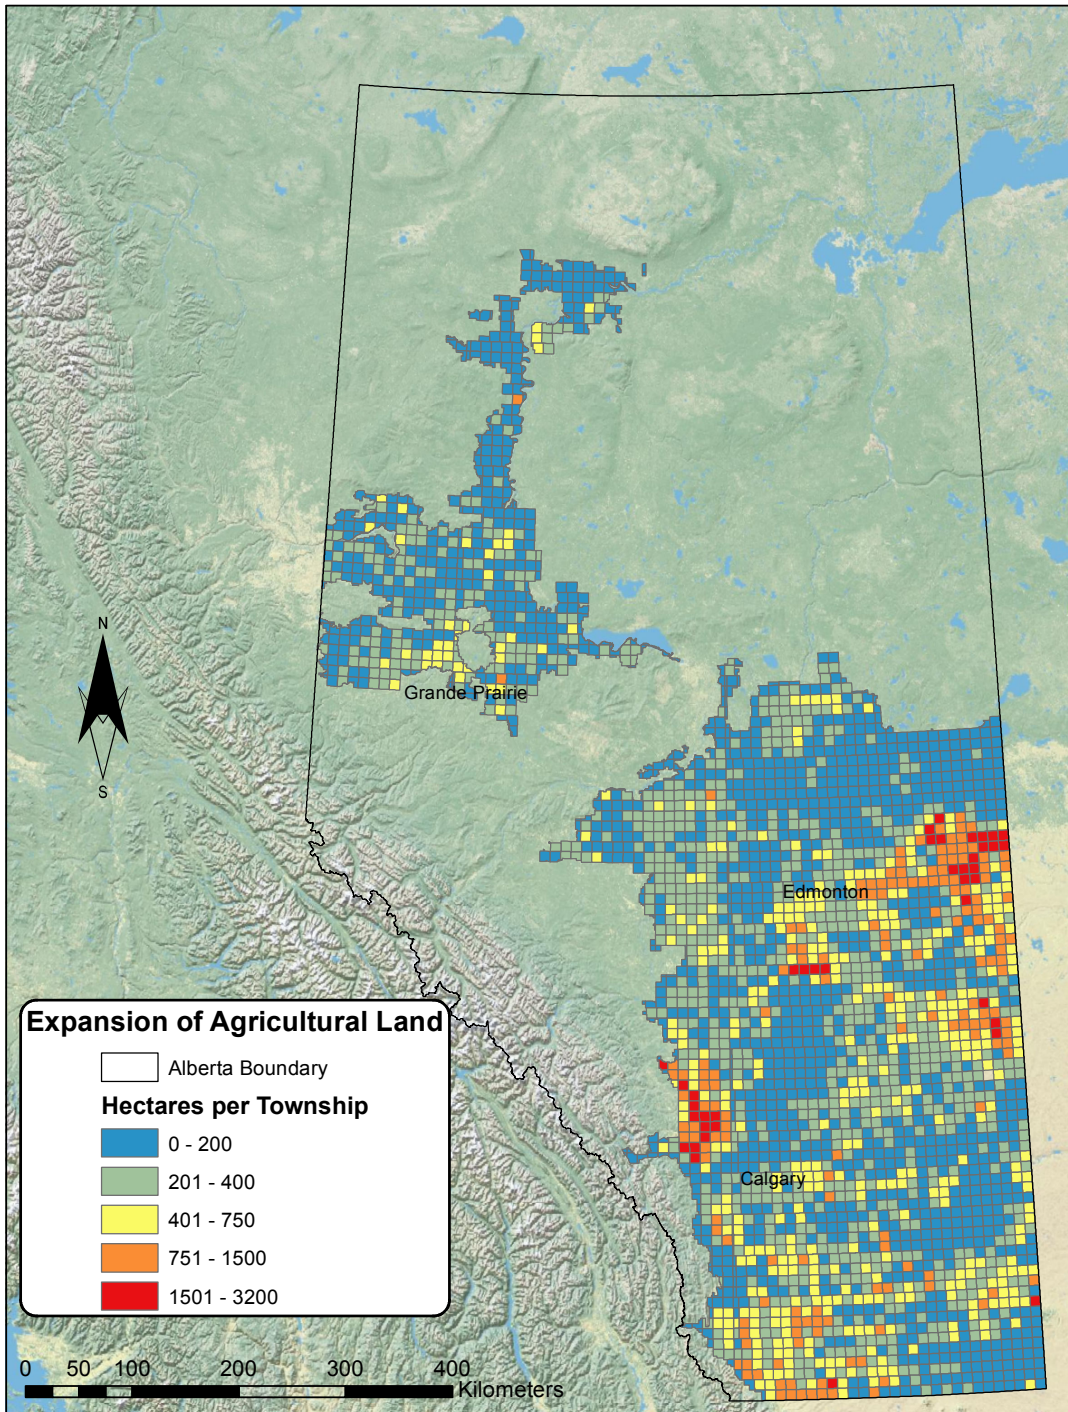 Grande Prairie
N
S
Edmonton
Calgary
Expansion of Agricultural Land
Alberta Boundary
Hectares per Township
0 - 200
201 - 400
401 - 750
751 - 1500
1501 - 3200
0 50 100 200 300 400
Kilometers